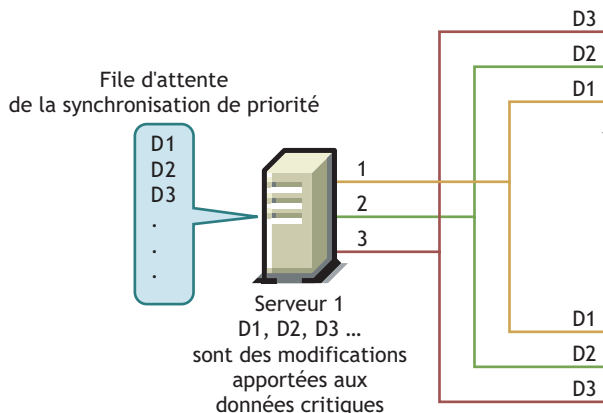 File d'attente
de la synchronisation de priorité
D1
D2
D3
.
.
.
1
2
3
Serveur 1
D1, D2, D3 ...
sont des modifications
apportées aux
données critiques
D3
D2
D1
D1
D2
D3